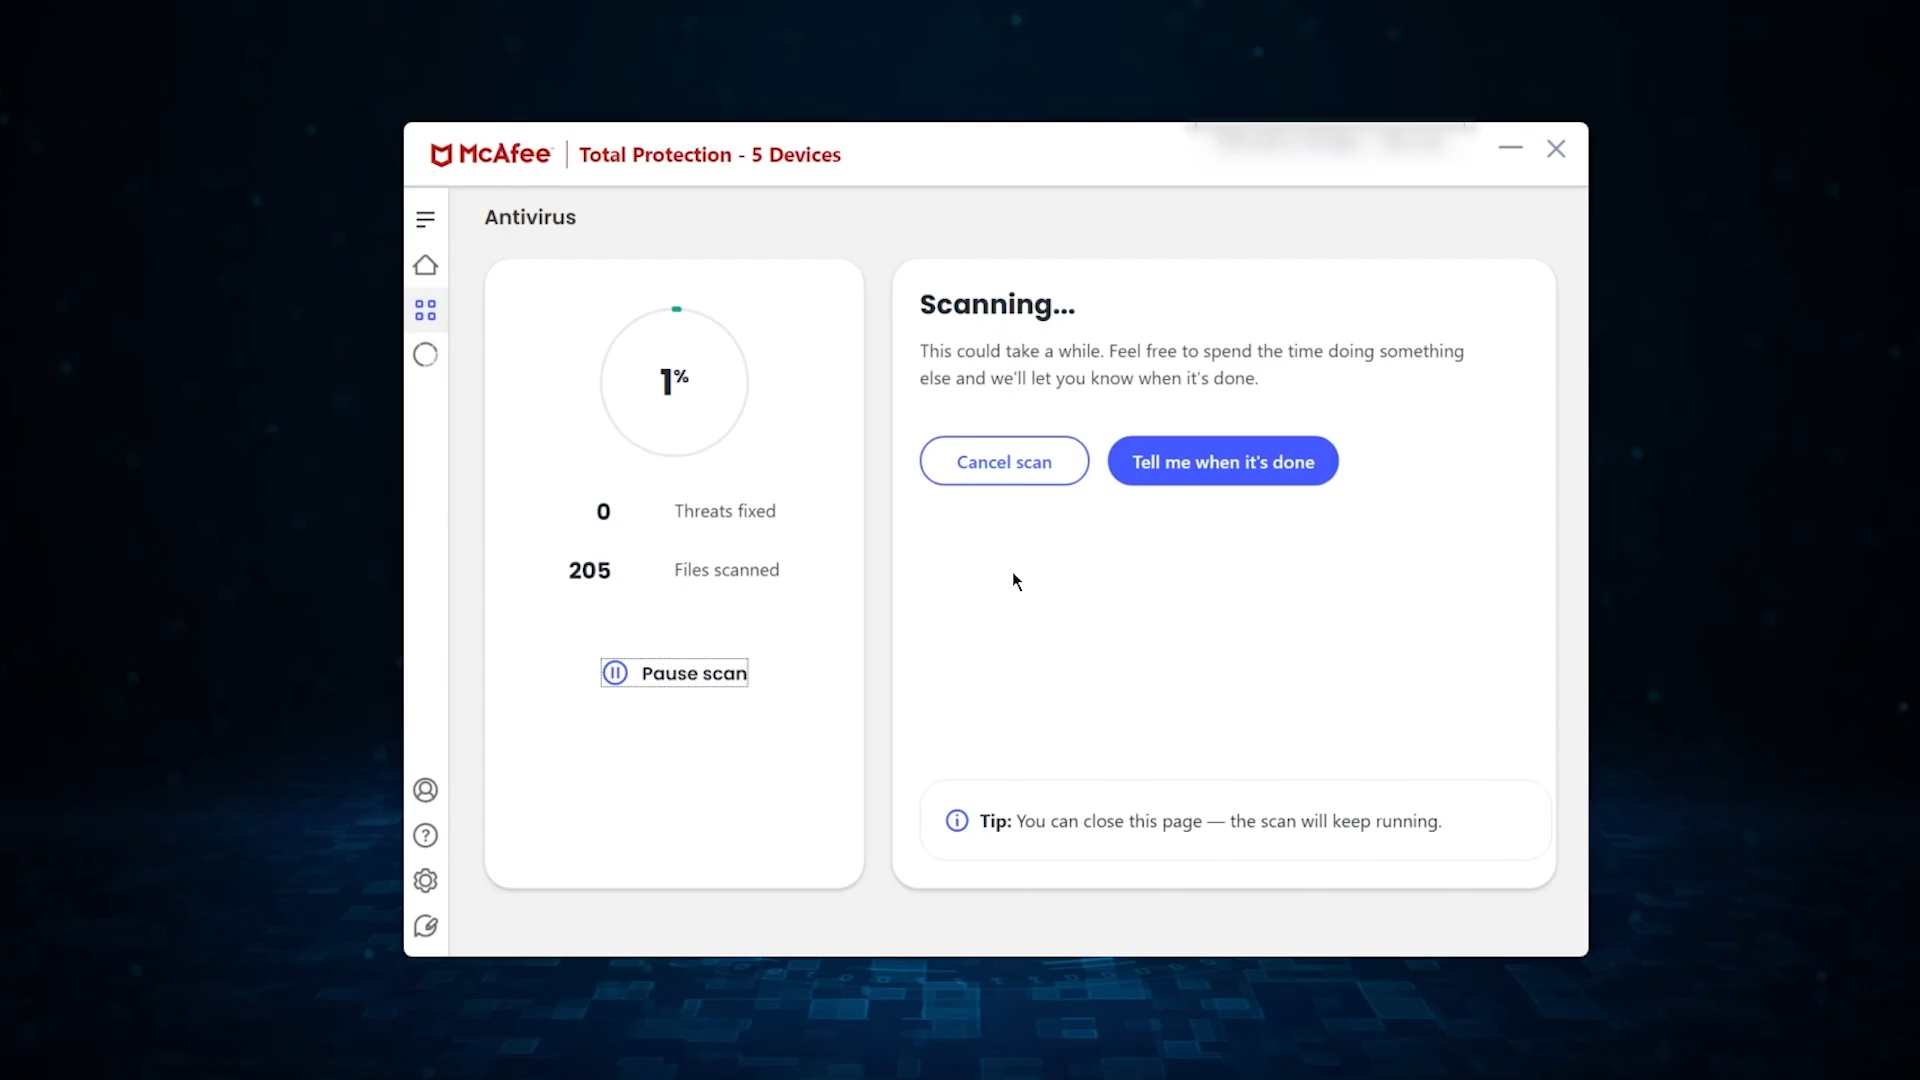 McAfee
Total Protection - 5 Devices
Antivirus
1%
0 Threats fixed
205 Files scanned
Pause scan
Scanning...
This could take a while. Feel free to spend the time doing something
else and we'll let you know when it's done.
Cancel scan
Tell me when it's done
Tip: You can close this page — the scan will keep running.